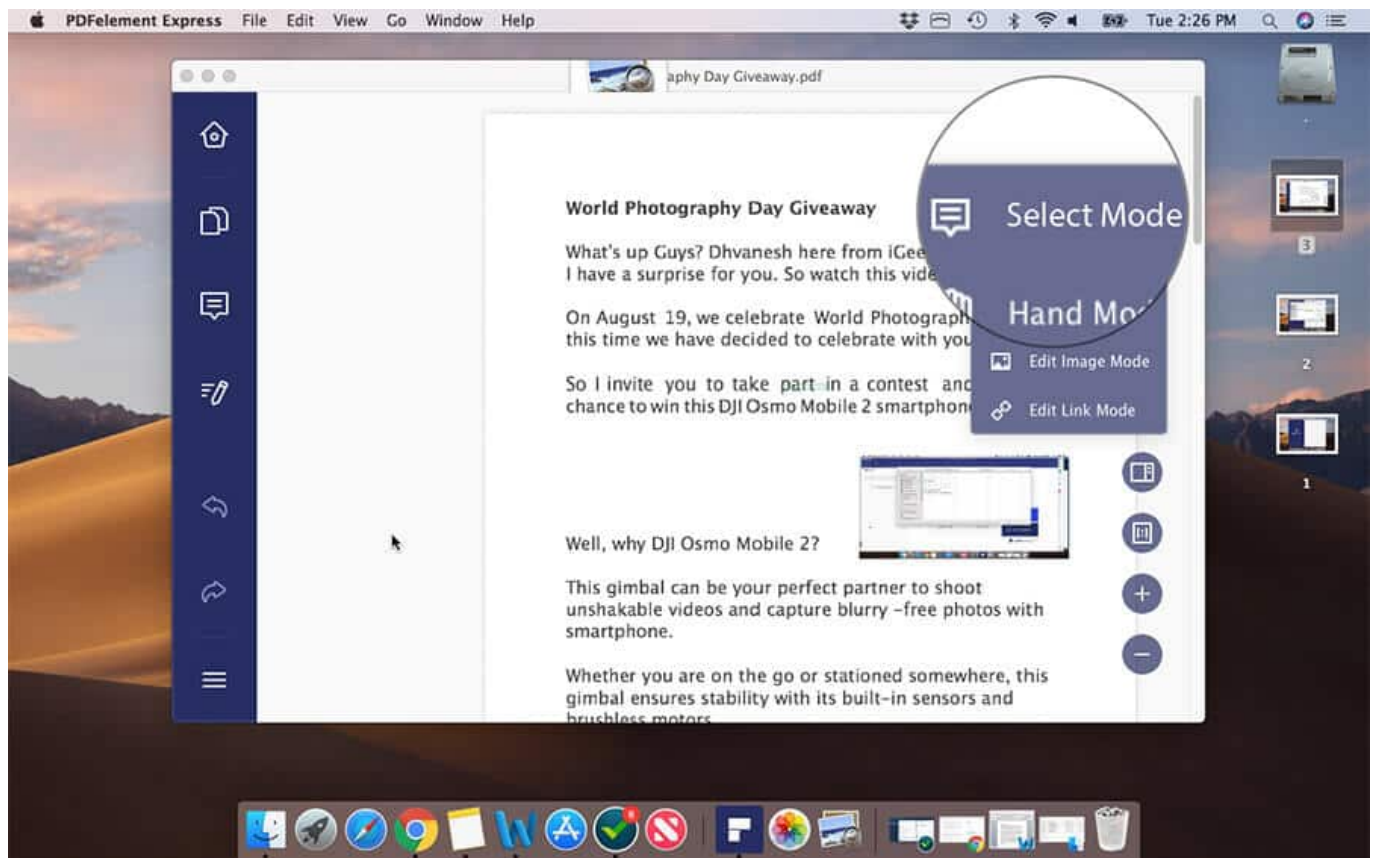 PDFelement Express File Edit View Go Window Help
Tue 2:26 PM
aphy Day Giveaway.pdf
World Photography Day Giveaway
What's up Guys? Dhvanesh here from iGee
I have a surprise for you. So watch this vide
On August 19, we celebrate World Photograph
this time we have decided to celebrate with you
So I invite you to take part in a contest and
chance to win this DJI Osmo Mobile 2 smartphon
Select Mode
Hand Mod
Edit Image Mode
Edit Link Mode
Well, why DJI Osmo Mobile 2?
This gimbal can be your perfect partner to shoot
unshakable videos and capture blurry -free photos with
smartphone.
Whether you are on the go or stationed somewhere, this
gimbal ensures stability with its built-in sensors and
brushless motors
3
2
1